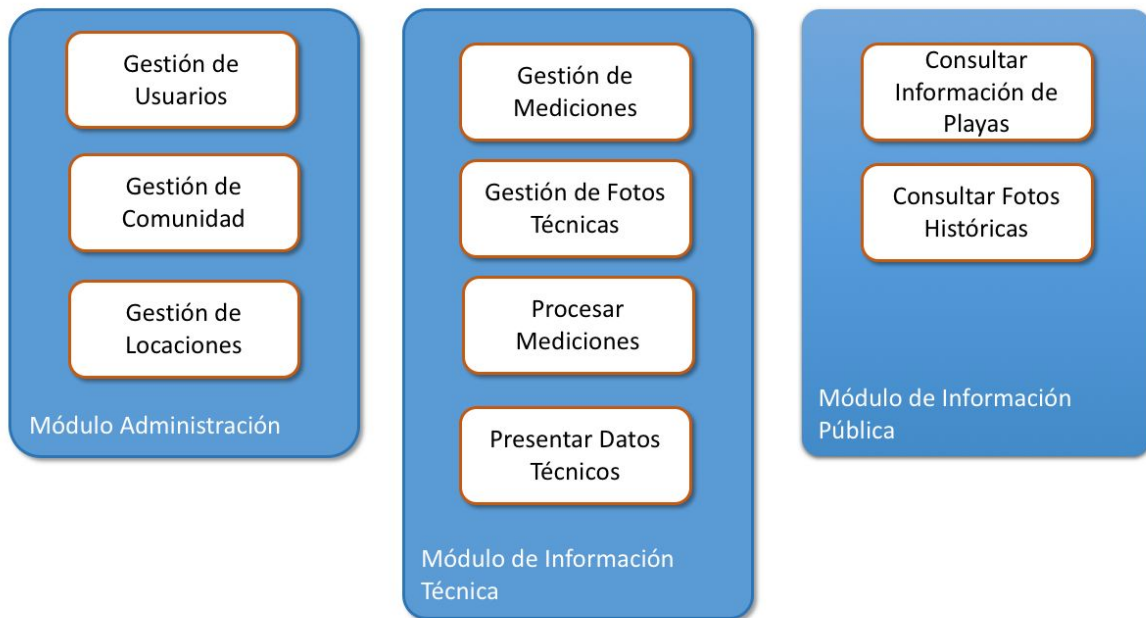 Gestión de
Usuarios
Gestión de
Comunidad
Gestión de
Locaciones
Módulo Administración
Gestión de
Mediciones
Gestión de Fotos
Técnicas
Procesar
Mediciones
Presentar Datos
Técnicos
Módulo de Información
Técnica
Consultar
Información de
Playas
Consultar Fotos
Históricas
Módulo de Información
Pública